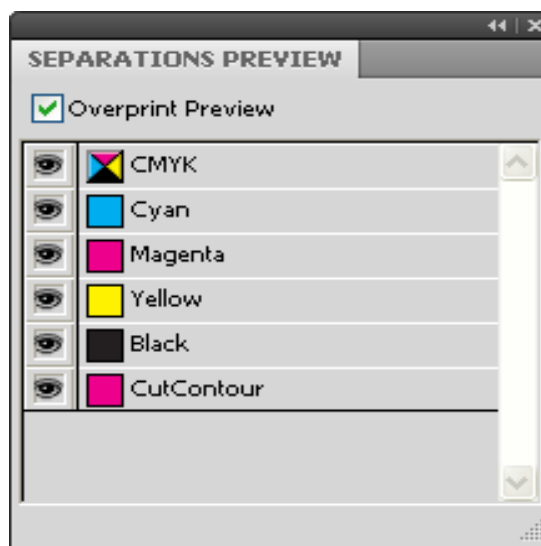 SEPARATIONS PREVIEW
Overprint Preview
CMYK
Cyan
Magenta
Yellow
Black
CutContour